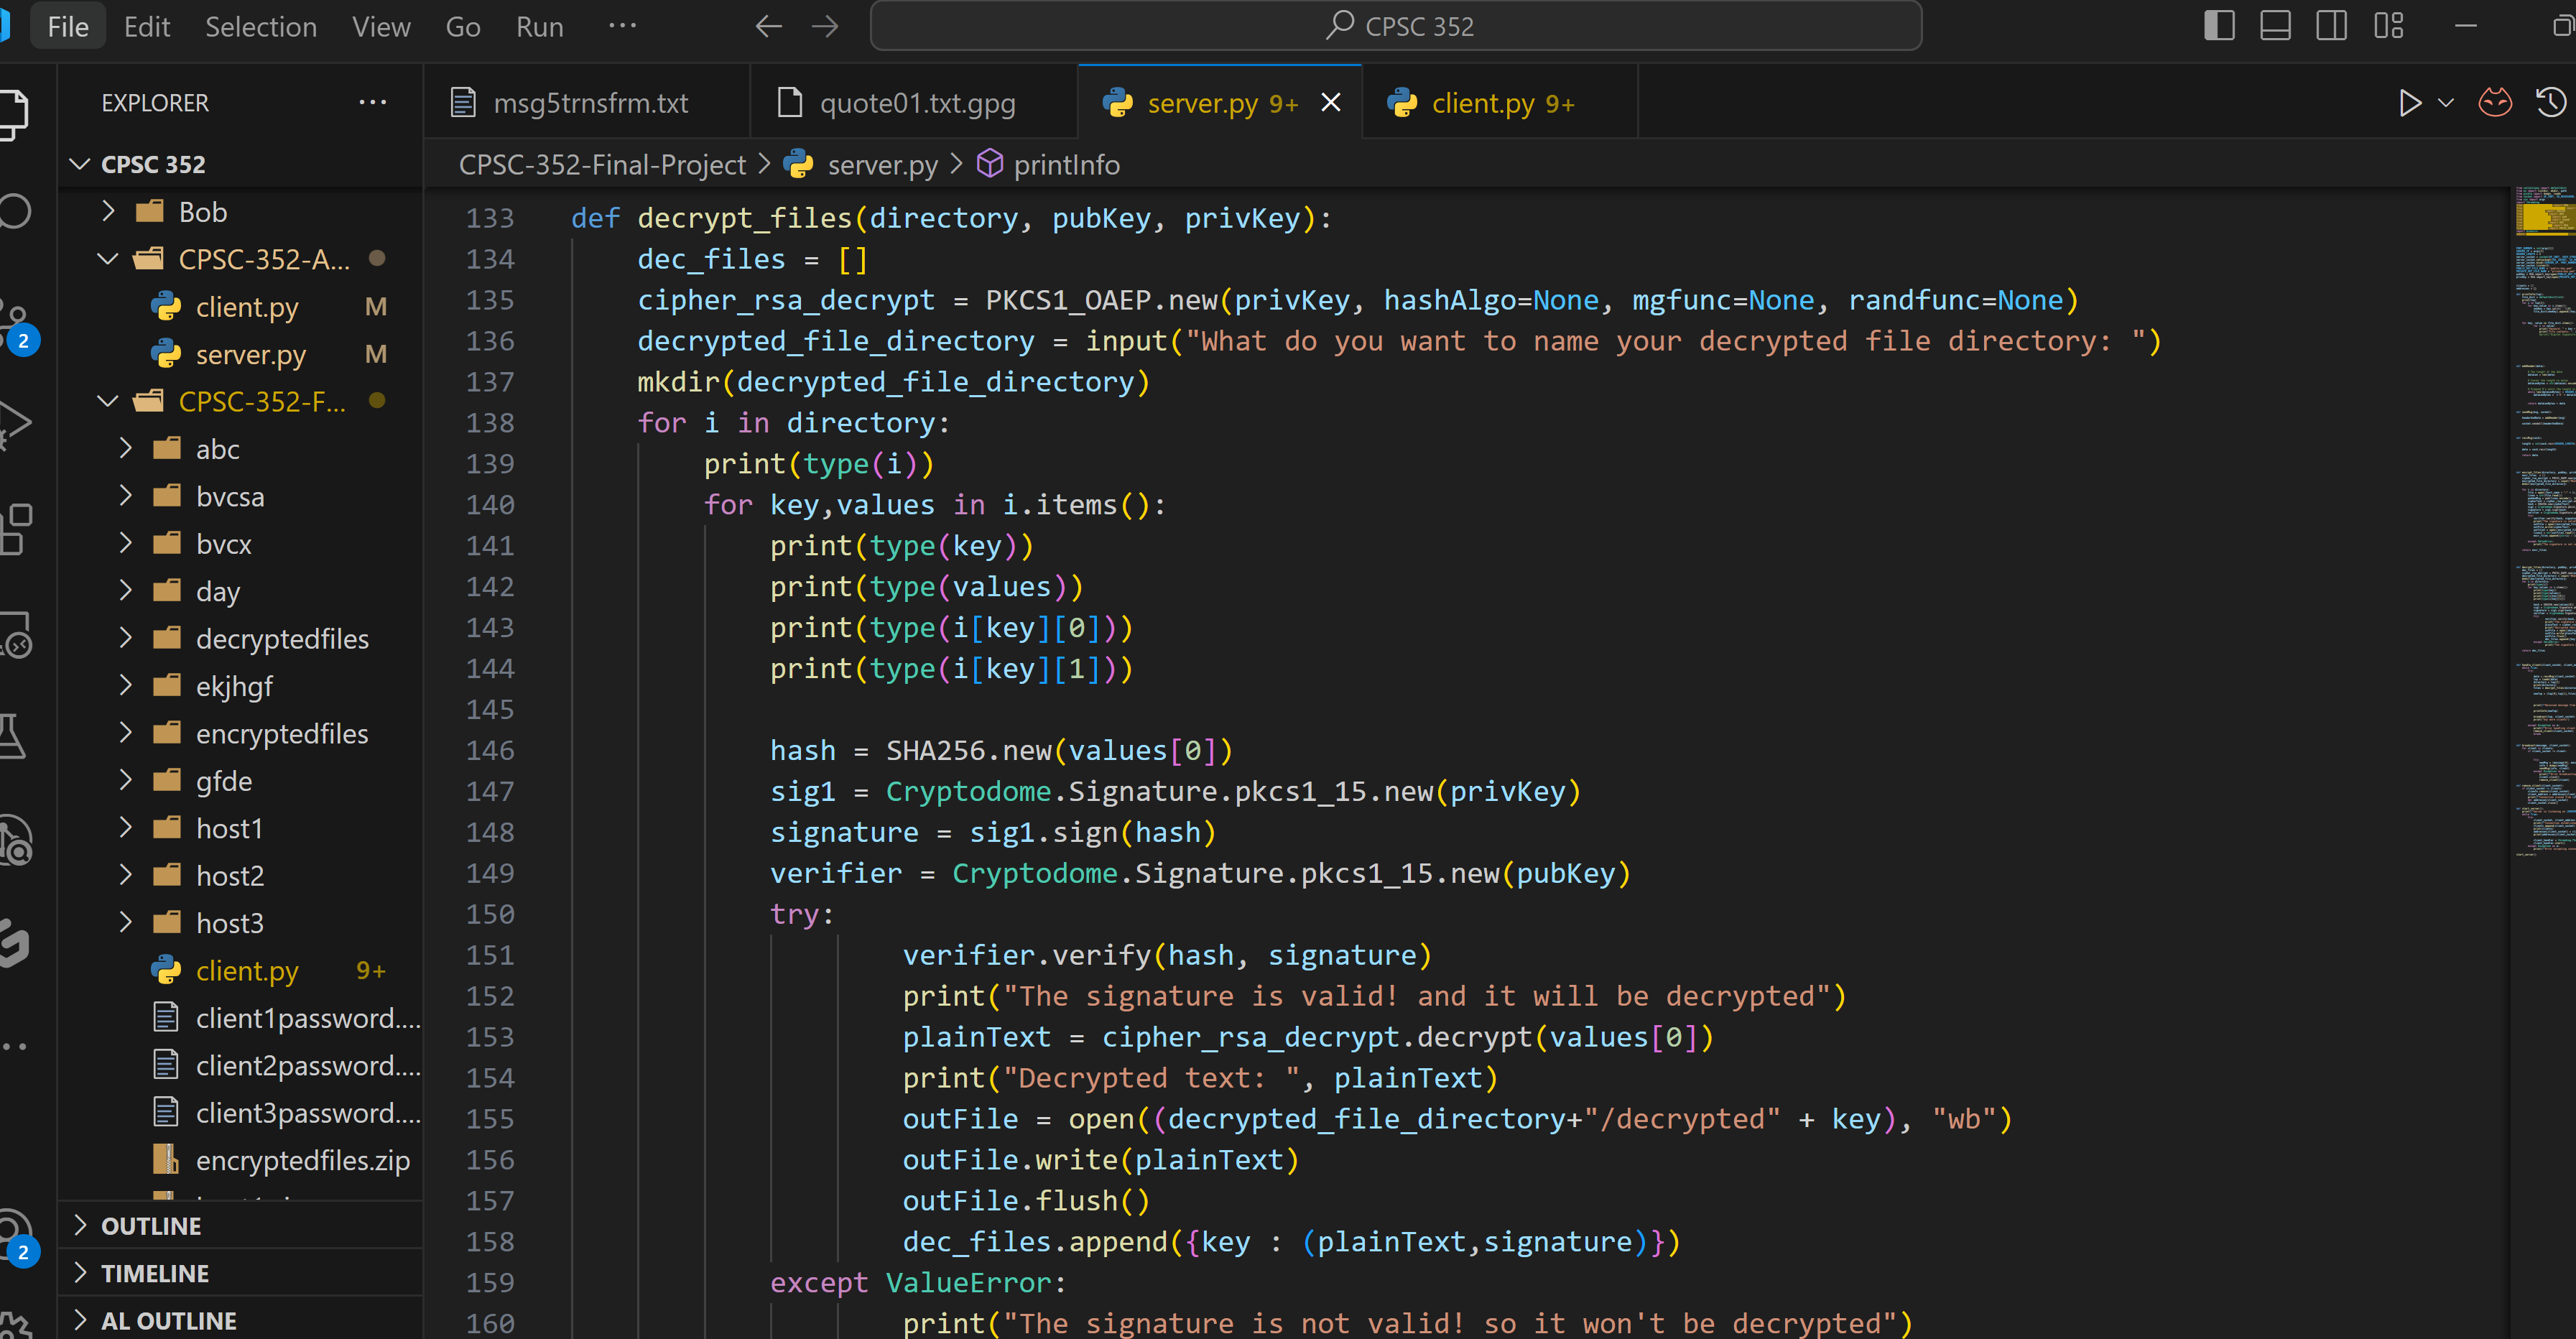 File Edit Selection View Go Run ... CPSC 352
EXPLORER ...
msg5trnsfrm.txt quote01.txt.gpg server.py 9+ client.py 9+
CPSC-352-Final-Project > server.py > printInfo
CPSC 352
Bob
CPSC-352-A...
client.py M
server.py M
CPSC-352-F...
abc
bvcsa
bvcx
day
decryptedfiles
ekjhgf
encryptedfiles
gfde
host1
host2
host3
client.py 9+
client1password....
client2password....
client3password....
encryptedfiles.zip
OUTLINE
TIMELINE
AL OUTLINE
2
2
133 def decrypt_files(directory, pubKey, privKey):
134 dec_files = []
135 cipher_rsa_decrypt = PKCS1_OAEP.new(privKey, hashAlgo=None, mgfunc=None, randfunc=None)
136 decrypted_file_directory = input("What do you want to name your decrypted file directory: ")
137 mkdir(decrypted_file_directory)
138 for i in directory:
139 print(type(i))
140 for key,values in i.items():
141 print(type(key))
142 print(type(values))
143 print(type(i[key][0]))
144 print(type(i[key][1]))
145
146 hash = SHA256.new(values[0])
147 sig1 = Cryptodome.Signature.pkcs1_15.new(privKey)
148 signature = sig1.sign(hash)
149 verifier = Cryptodome.Signature.pkcs1_15.new(pubKey)
150 try:
151 verifier.verify(hash, signature)
152 print("The signature is valid! and it will be decrypted")
153 plainText = cipher_rsa_decrypt.decrypt(values[0])
154 print("Decrypted text: ", plainText)
155 outFile = open((decrypted_file_directory+"/decrypted" + key), "wb")
156 outFile.write(plainText)
157 outFile.flush()
158 dec_files.append({key : (plainText,signature)})
159 except ValueError:
160 print("The signature is not valid! so it won't be decrypted")